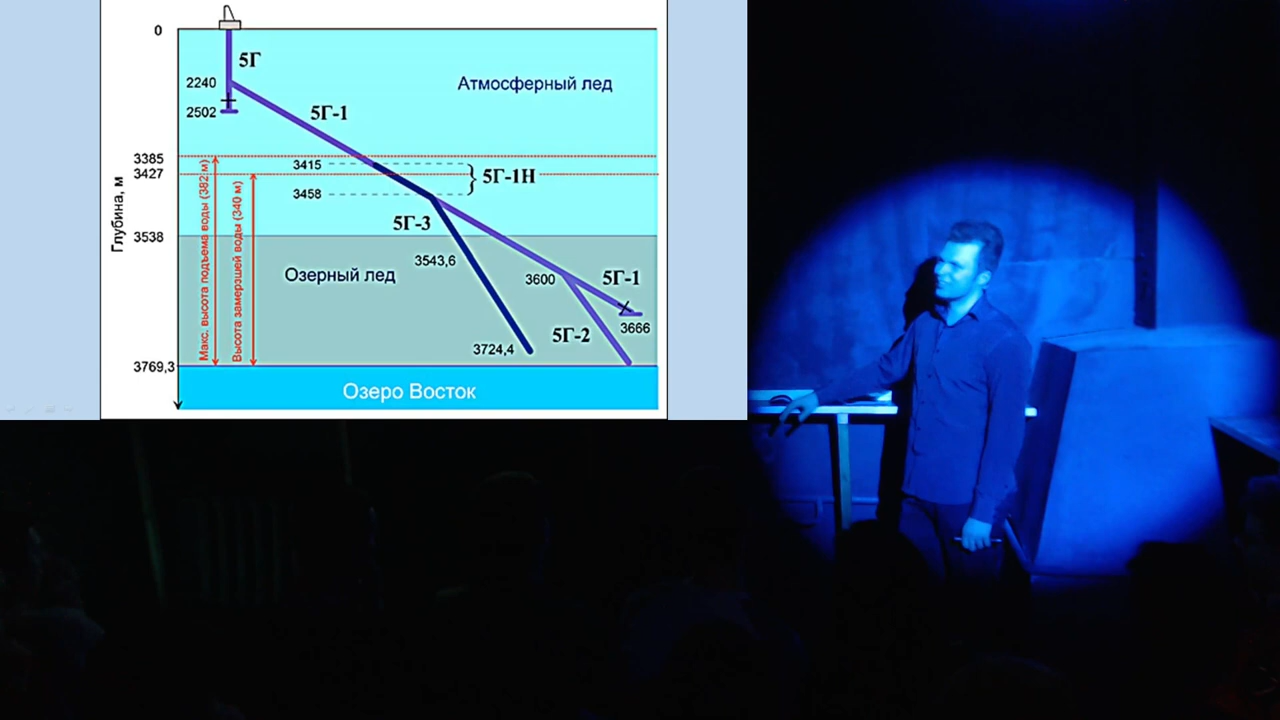 0
5Г
2240
2502
Атмосферный лед
5Г-1
3385
3427
3415
3458
5Г-1Н
Глубина, м
Макс. высота подъема воды (382 м)
Высота замерзшей воды (340 м)
5Г-3
3538
3543,6
Озерный лед
3600
5Г-1
3666
5Г-2
3724,4
3769,3
Озеро Восток